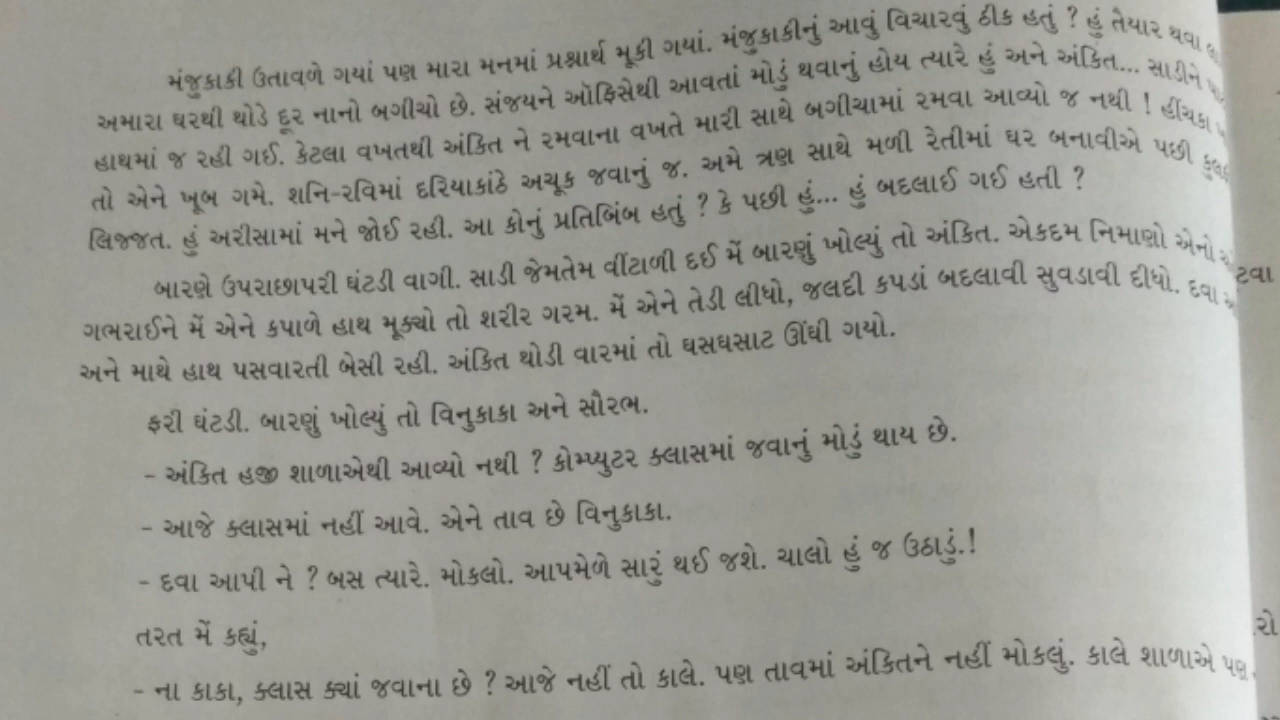 મંજુકાકી ઉતાવળે ગયાં પણ મારા મનમાં પ્રશ્નાર્થ મૂકી ગયાં. મંજુકાકીનું આવું વિચારવું ઠીક હતું ? હું તૈયાર થવા
અમારા ઘરથી થોડે દૂર નાનો બગીચો છે. સંજયને ઑફિસેથી આવતાં મોડું થવાનું હોય ત્યારે હું અને અંકિત... સાડીને
હાથમાં જ રહી ગઈ. કેટલા વખતથી અંકિત ને રમવાના વખતે મારી સાથે બગીચામાં રમવા આવ્યો જ નથી ! હીંચકા
તો એને ખૂબ ગમે. શનિ-રવિમાં દરિયાકાંઠે અચૂક જવાનું જ. અમે ત્રણ સાથે મળી રેતીમાં ઘર બનાવીએ પછી
લિજ્જત. હું અરીસામાં મને જોઈ રહી. આ કોનું પ્રતિબિંબ હતું ? કે પછી હું... હું બદલાઈ ગઈ હતી ?
બારણે ઉપરાછાપરી ઘંટડી વાગી. સાડી જેમતેમ વીંટાળી દઈ મેં બારણું ખોલ્યું તો અંકિત. એકદમ નિમાણો એનો
ગભરાઈને મેં એને કપાળે હાથ મૂક્યો તો શરીર ગરમ. મેં એને તેડી લીધો, જલદી કપડાં બદલાવી સુવડાવી દીધો. દવા
અને માથે હાથ પસવારતી બેસી રહી. અંકિત થોડી વારમાં તો ઘસઘસાટ ઊંઘી ગયો.
ફરી ઘંટડી. બારણું ખોલ્યું તો વિનુકાકા અને સૌરભ.
- અંકિત હજી શાળાએથી આવ્યો નથી ? કોમ્પ્યુટર ક્લાસમાં જવાનું મોડું થાય છે.
- આજે ક્લાસમાં નહીં આવે. એને તાવ છે વિનુકાકા.
- દવા આપી ને ? બસ ત્યારે. મોકલો. આપમેળે સારું થઈ જશે. ચાલો હું જ ઉઠાડું.!
તરત મેં કહ્યું,
- ના કાકા, ક્લાસ ક્યાં જવાના છે ? આજે નહીં તો કાલે. પણ તાવમાં અંકિતને નહીં મોકલું. કાલે શાળાએ પણ